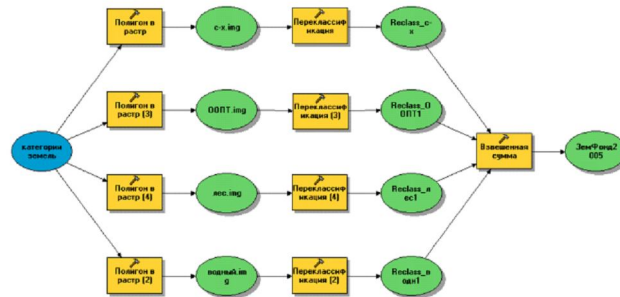 Полигон в
растр
с-х.img
Переклассиф
икация
Reclass_с-
х
Полигон в
растр (3)
ООПТ.img
Переклассиф
икация (3)
Reclass_О
ОПТ1
категории
земель
Взвешенная
сумма
ЗемФонд2
005
Полигон в
растр (4)
лес.img
Переклассиф
икация (4)
Reclass_л
ес1
Полигон в
растр (2)
водный.im
g
Переклассиф
икация (2)
Reclass_в
одн1